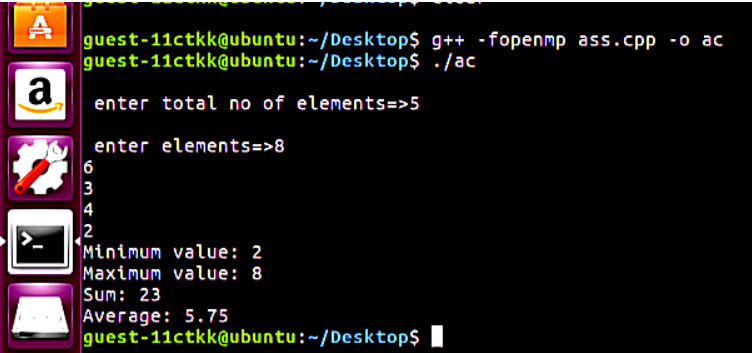 guest-11ctkk@ubuntu:~/Desktop$ g++ -fopenmp ass.cpp -o ac
guest-11ctkk@ubuntu:~/Desktop$ ./ac
enter total no of elements=>5
enter elements=>8
6
3
4
2
Minimum value: 2
Maximum value: 8
Sum: 23
Average: 5.75
guest-11ctkk@ubuntu:~/Desktop$